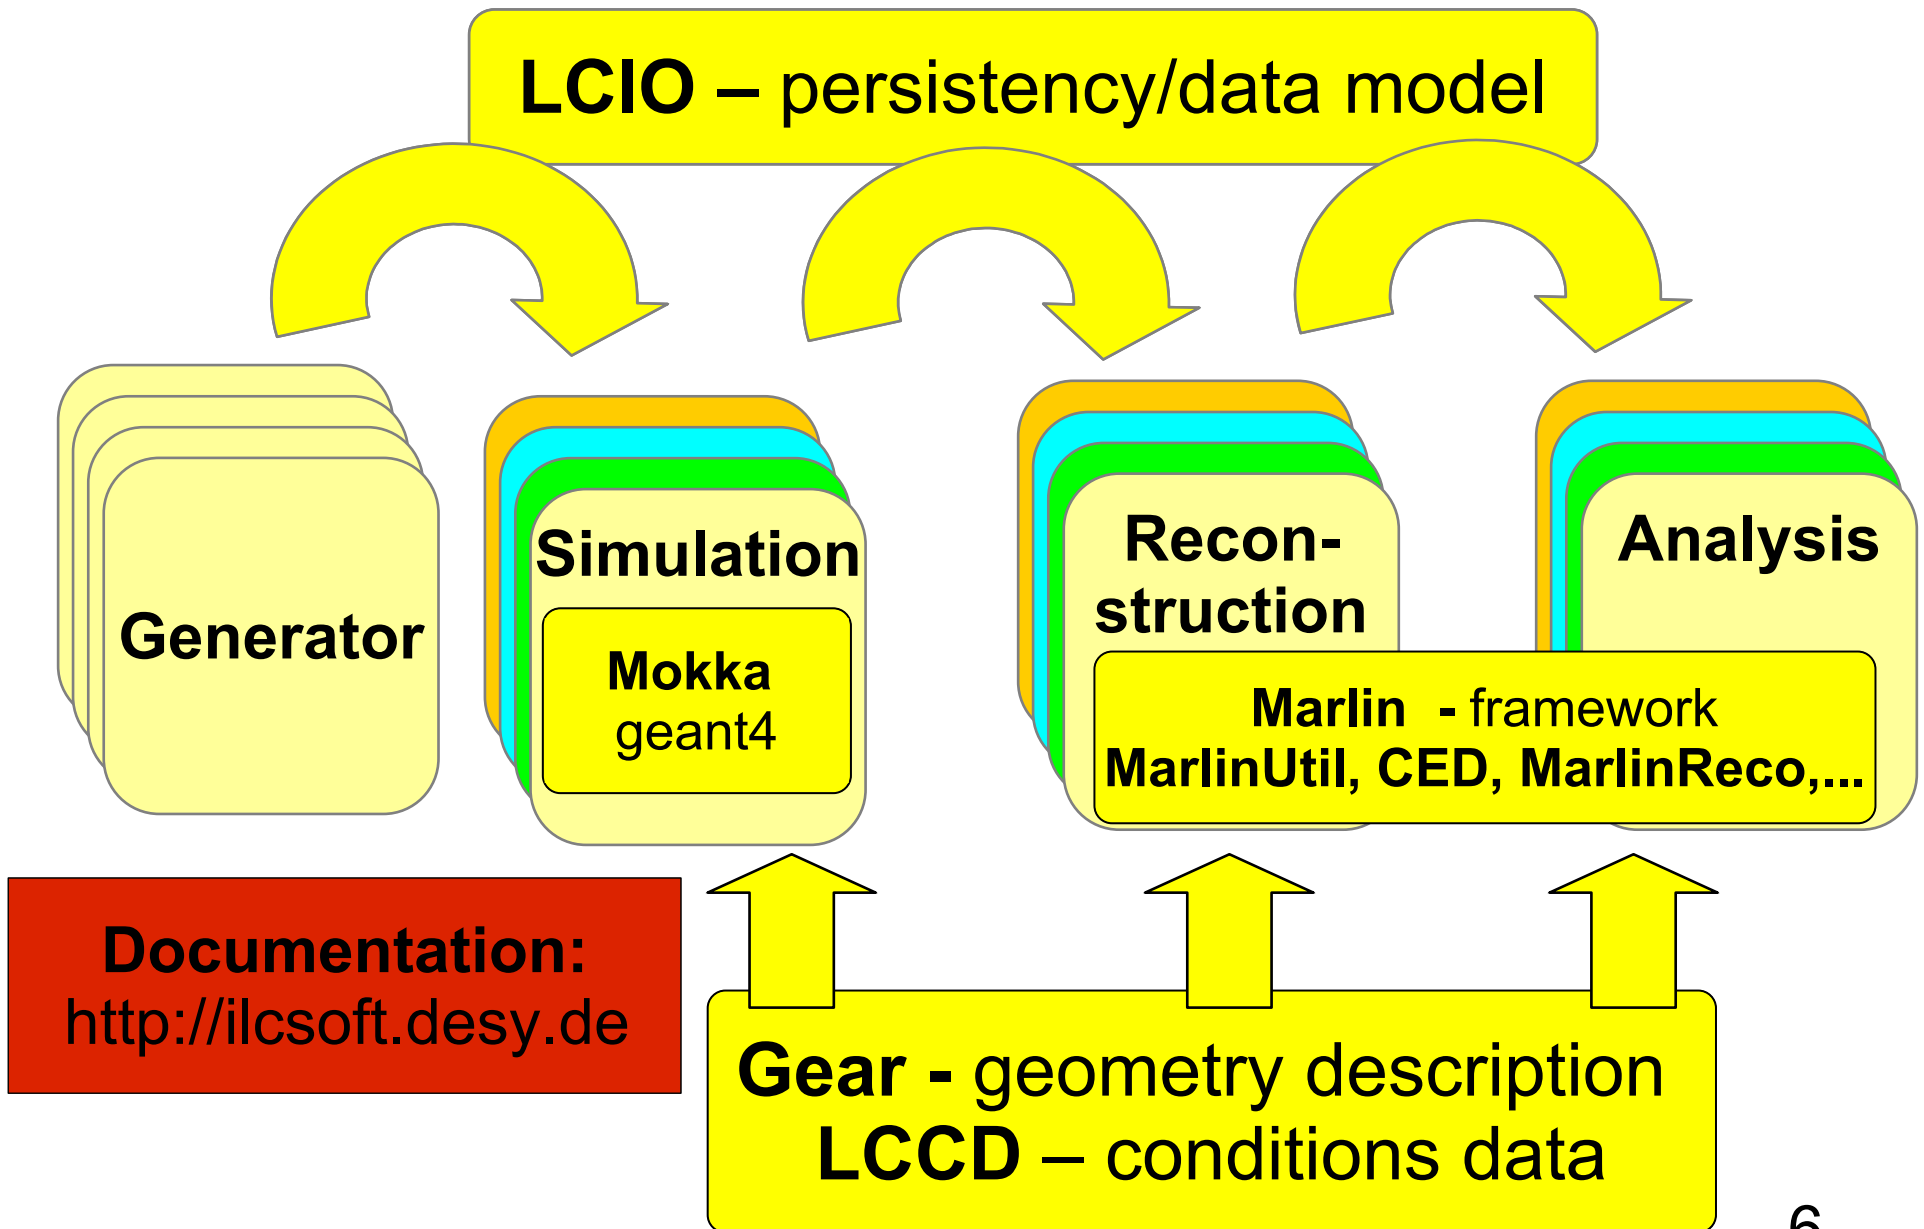 LCIO – persistency/data model
Generator
Simulation
Mokka
geant4
Recon-
struction
Analysis
Marlin - framework
MarlinUtil, CED, MarlinReco,...
Documentation:
http://ilcsoft.desy.de
Gear - geometry description
LCCD – conditions data
6